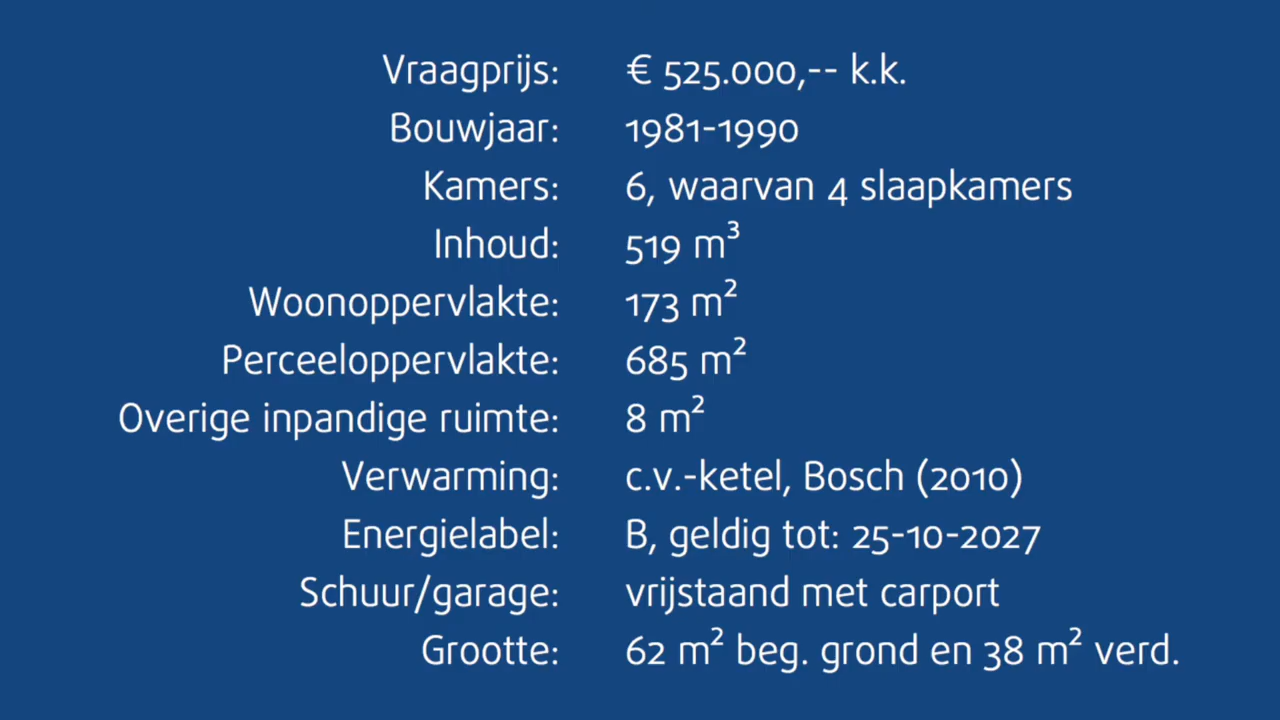 Vraagprijs: € 525.000,-- k.k.
Bouwjaar: 1981-1990
Kamers: 6, waarvan 4 slaapkamers
Inhoud: 519 m³
Woonoppervlakte: 173 m²
Perceeloppervlakte: 685 m²
Overige inpandige ruimte: 8 m²
Verwarming: c.v.-ketel, Bosch (2010)
Energielabel: B, geldig tot: 25-10-2027
Schuur/garage: vrijstaand met carport
Grootte: 62 m² beg. grond en 38 m² verd.